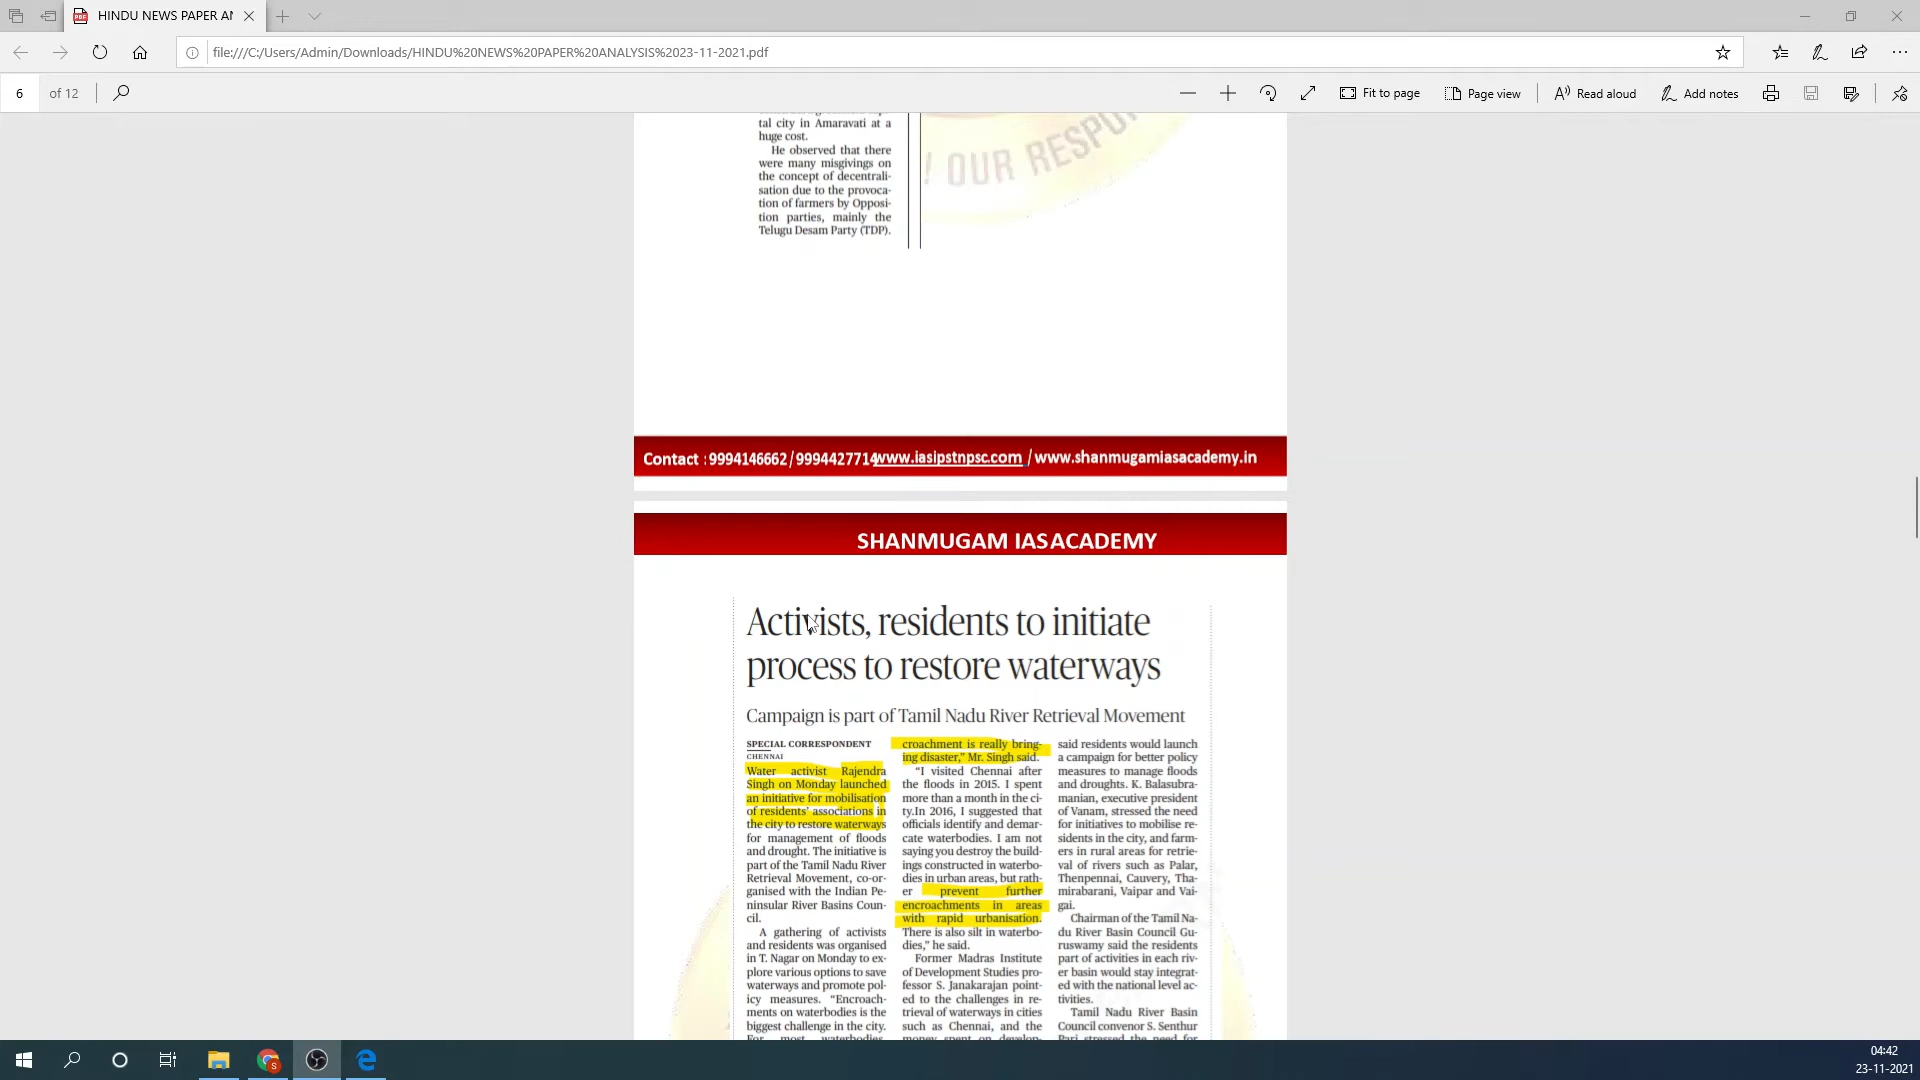 HINDU NEWS PAPER AN
file:///C:/Users/Admin/Downloads/HINDU%20NEWS%20PAPER%20ANALYSIS%2023-11-2021.pdf
6 of 12
Fit to page
Page view
Read aloud
Add notes
tal city in Amaravati at a
huge cost.
He observed that there
were many misgivings on
the concept of decentrali-
sation due to the provoca-
tion of farmers by Opposi-
tion parties, mainly the
Telugu Desam Party (TDP).
! OUR RESPO
Contact : 9994146662/9994427714 www.iasipstnpsc.com / www.shanmugamiasacademy.in
SHANMUGAM IAS ACADEMY
Activists, residents to initiate
process to restore waterways
Campaign is part of Tamil Nadu River Retrieval Movement
SPECIAL CORRESPONDENT
CHENNAI
Water activist Rajendra
Singh on Monday launched
an initiative for mobilisation
of residents' associations in
the city to restore waterways
for management of floods
and drought. The initiative is
part of the Tamil Nadu River
Retrieval Movement, co-or-
ganised with the Indian Pe-
ninsular River Basins Coun-
cil.
A gathering of activists
and residents was organised
in T. Nagar on Monday to ex-
plore various options to save
waterways and promote pol-
icy measures. "Encroach-
ments on waterbodies is the
biggest challenge in the city.
For most waterbodies,
croachment is really bring-
ing disaster," Mr. Singh said.
"I visited Chennai after
the floods in 2015. I spent
more than a month in the ci-
ty.In 2016, I suggested that
officials identify and demar-
cate waterbodies. I am not
saying you destroy the build-
ings constructed in waterbo-
dies in urban areas, but rath-
er prevent further
encroachments in areas
with rapid urbanisation.
There is also silt in waterbo-
dies," he said.
Former Madras Institute
of Development Studies pro-
fessor S. Janakarajan point-
ed to the challenges in re-
trieval of waterways in cities
such as Chennai, and the
money spent on develop-
said residents would launch
a campaign for better policy
measures to manage floods
and droughts. K. Balasubra-
manian, executive president
of Vanam, stressed the need
for initiatives to mobilise re-
sidents in the city, and farm-
ers in rural areas for retrie-
val of rivers such as Palar,
Thenpennai, Cauvery, Tha-
mirabarani, Vaipar and Vai-
gai.
Chairman of the Tamil Na-
du River Basin Council Gu-
ruswamy said the residents
part of activities in each riv-
er basin would stay integrat-
ed with the national level ac-
tivities.
Tamil Nadu River Basin
Council convenor S. Senthur
Pari stressed the need for
04:42
23-11-2021